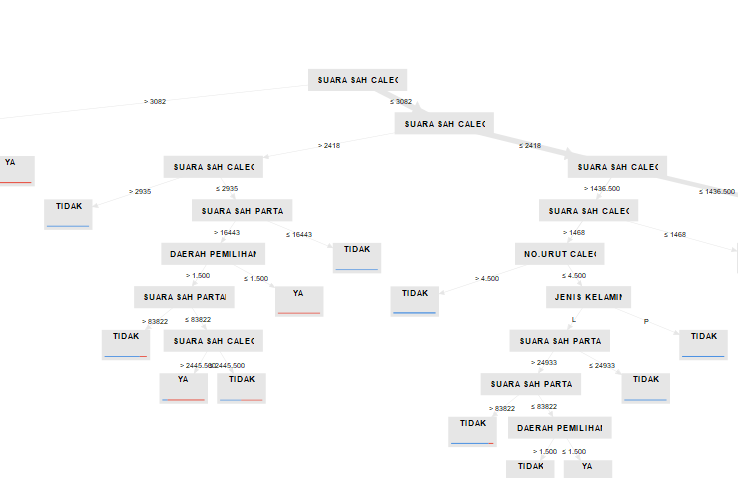 SUARA SAH CALEC
> 3082
≤ 3082
SUARA SAH CALEC
> 2418
≤ 2418
YA
SUARA SAH CALEC
SUARA SAH CALEC
> 2935
≤ 2935
> 1436.500
≤ 1436.500
TIDAK
SUARA SAH PARTA
SUARA SAH CALEC
> 16443
≤ 16443
> 1468
≤ 1468
DAERAH PEMILIHAN
TIDAK
NO.URUT CALEC
> 1.500
≤ 1.500
> 4.500
≤ 4.500
SUARA SAH PARTAI
YA
TIDAK
JENIS KELAMIN
> 83822
≤ 83822
L
P
TIDAK
SUARA SAH CALEC
SUARA SAH PARTA
TIDAK
> 2445.500
≤ 2445.500
> 24933
≤ 24933
YA
TIDAK
SUARA SAH PARTA
TIDAK
> 83822
≤ 83822
TIDAK
DAERAH PEMILIHAN
> 1.500
≤ 1.500
TIDAK
YA